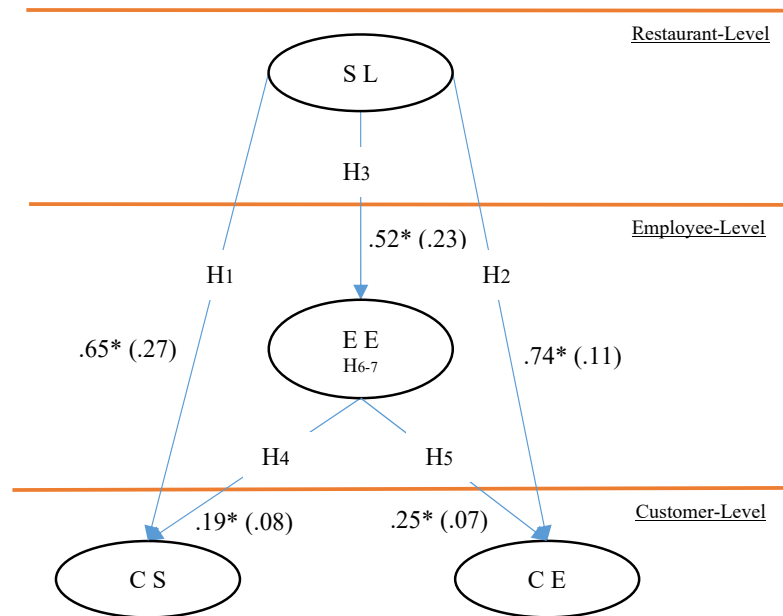 Restaurant-Level
S L
H3
Employee-Level
.52* (.23)
H1
H2
E E
H6-7
.65* (.27)
.74* (.11)
H4
H5
Customer-Level
.19* (.08)
.25* (.07)
C S
C E